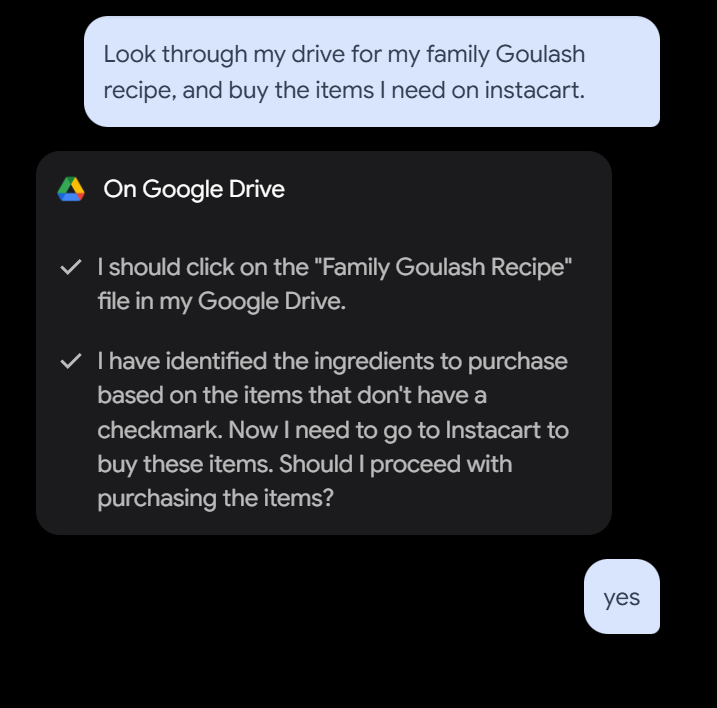 Look through my drive for my family Goulash
recipe, and buy the items I need on instacart.
On Google Drive
I should click on the "Family Goulash Recipe"
file in my Google Drive.
I have identified the ingredients to purchase
based on the items that don't have a
checkmark. Now I need to go to Instacart to
buy these items. Should I proceed with
purchasing the items?
yes